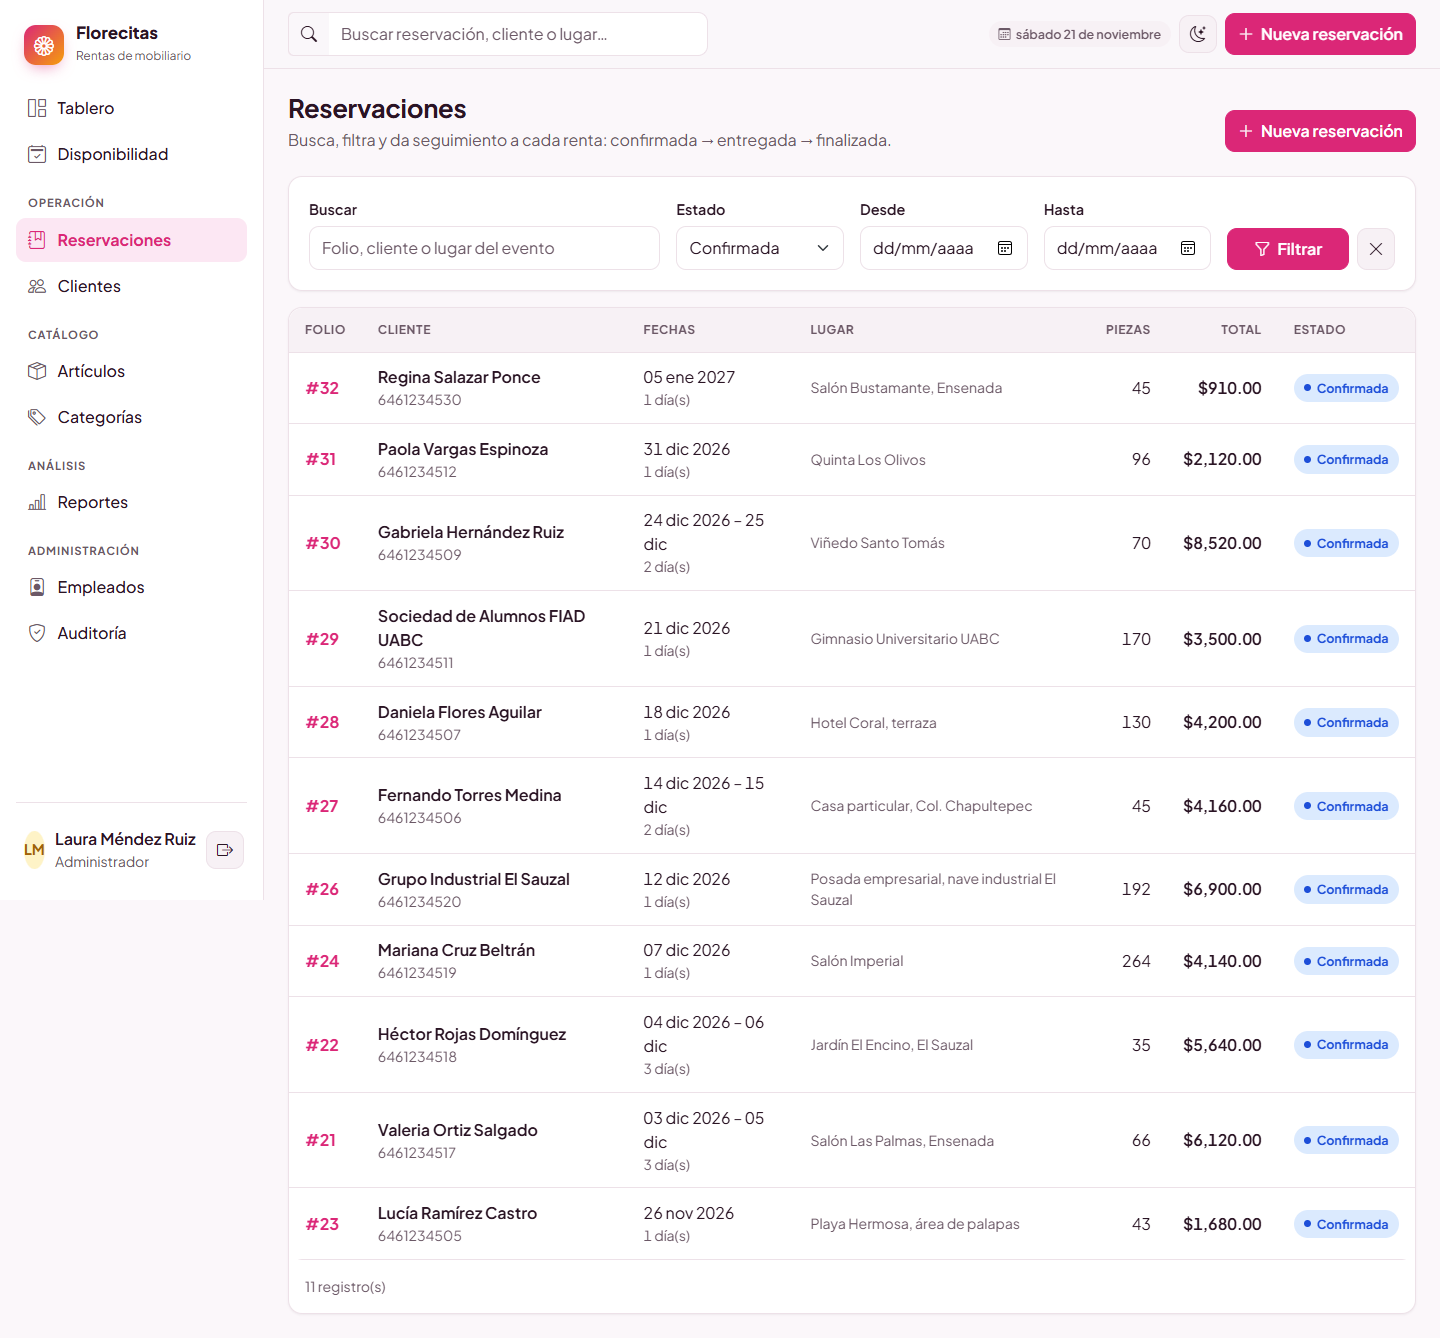 Florecitas
Rentas de mobiliario
Tablero
Disponibilidad
OPERACIÓN
Reservaciones
Clientes
CATÁLOGO
Artículos
Categorías
ANÁLISIS
Reportes
ADMINISTRACIÓN
Empleados
Auditoría
LM
Laura Méndez Ruiz
Administrador
Buscar reservación, cliente o lugar...
sábado 21 de noviembre
Nueva reservación
Reservaciones
Busca, filtra y da seguimiento a cada renta: confirmada → entregada → finalizada.
Nueva reservación
Buscar Estado Desde Hasta
Folio, cliente o lugar del evento Confirmada dd/mm/aaaa dd/mm/aaaa Filtrar
FOLIO CLIENTE FECHAS LUGAR PIEZAS TOTAL ESTADO
#32 Regina Salazar Ponce 05 ene 2027 Salón Bustamante, Ensenada 45 $910.00 Confirmada
6461234530 1 día(s)
#31 Paola Vargas Espinoza 31 dic 2026 Quinta Los Olivos 96 $2,120.00 Confirmada
6461234512 1 día(s)
#30 Gabriela Hernández Ruiz 24 dic 2026 – 25 Viñedo Santo Tomás 70 $8,520.00 Confirmada
dic
6461234509 2 día(s)
#29 Sociedad de Alumnos FIAD 21 dic 2026 Gimnasio Universitario UABC 170 $3,500.00 Confirmada
UABC
6461234511 1 día(s)
#28 Daniela Flores Aguilar 18 dic 2026 Hotel Coral, terraza 130 $4,200.00 Confirmada
6461234507 1 día(s)
#27 Fernando Torres Medina 14 dic 2026 – 15 Casa particular, Col. Chapultepec 45 $4,160.00 Confirmada
dic
6461234506 2 día(s)
#26 Grupo Industrial El Sauzal 12 dic 2026 Posada empresarial, nave industrial El 192 $6,900.00 Confirmada
6461234520 1 día(s) Sauzal
#24 Mariana Cruz Beltrán 07 dic 2026 Salón Imperial 264 $4,140.00 Confirmada
6461234519 1 día(s)
#22 Héctor Rojas Domínguez 04 dic 2026 – 06 Jardín El Encino, El Sauzal 35 $5,640.00 Confirmada
dic
6461234518 3 día(s)
#21 Valeria Ortiz Salgado 03 dic 2026 – 05 Salón Las Palmas, Ensenada 66 $6,120.00 Confirmada
dic
6461234517 3 día(s)
#23 Lucía Ramírez Castro 26 nov 2026 Playa Hermosa, área de palapas 43 $1,680.00 Confirmada
6461234505 1 día(s)
11 registro(s)